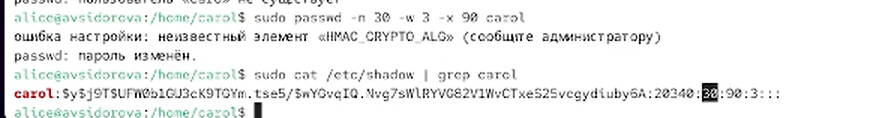 passwd: пользователь «Carol» не существует
alice@avsidorova:/home/carol$ sudo passwd -n 30 -w 3 -x 90 carol
ошибка настройки: неизвестный элемент «HMAC_CRYPTO_ALG» (сообщите администратору)
passwd: пароль изменён.
alice@avsidorova:/home/carol$ sudo cat /etc/shadow | grep carol
carol:$y$j9T$UFW0b1GU3cK9TGYm.tse5/$wYGvqIQ.Nvg7sWlRYVG82V1WvCTxeS25vcgydiuby6A:20340:30:90:3:::
alice@avsidorova:/home/carol$